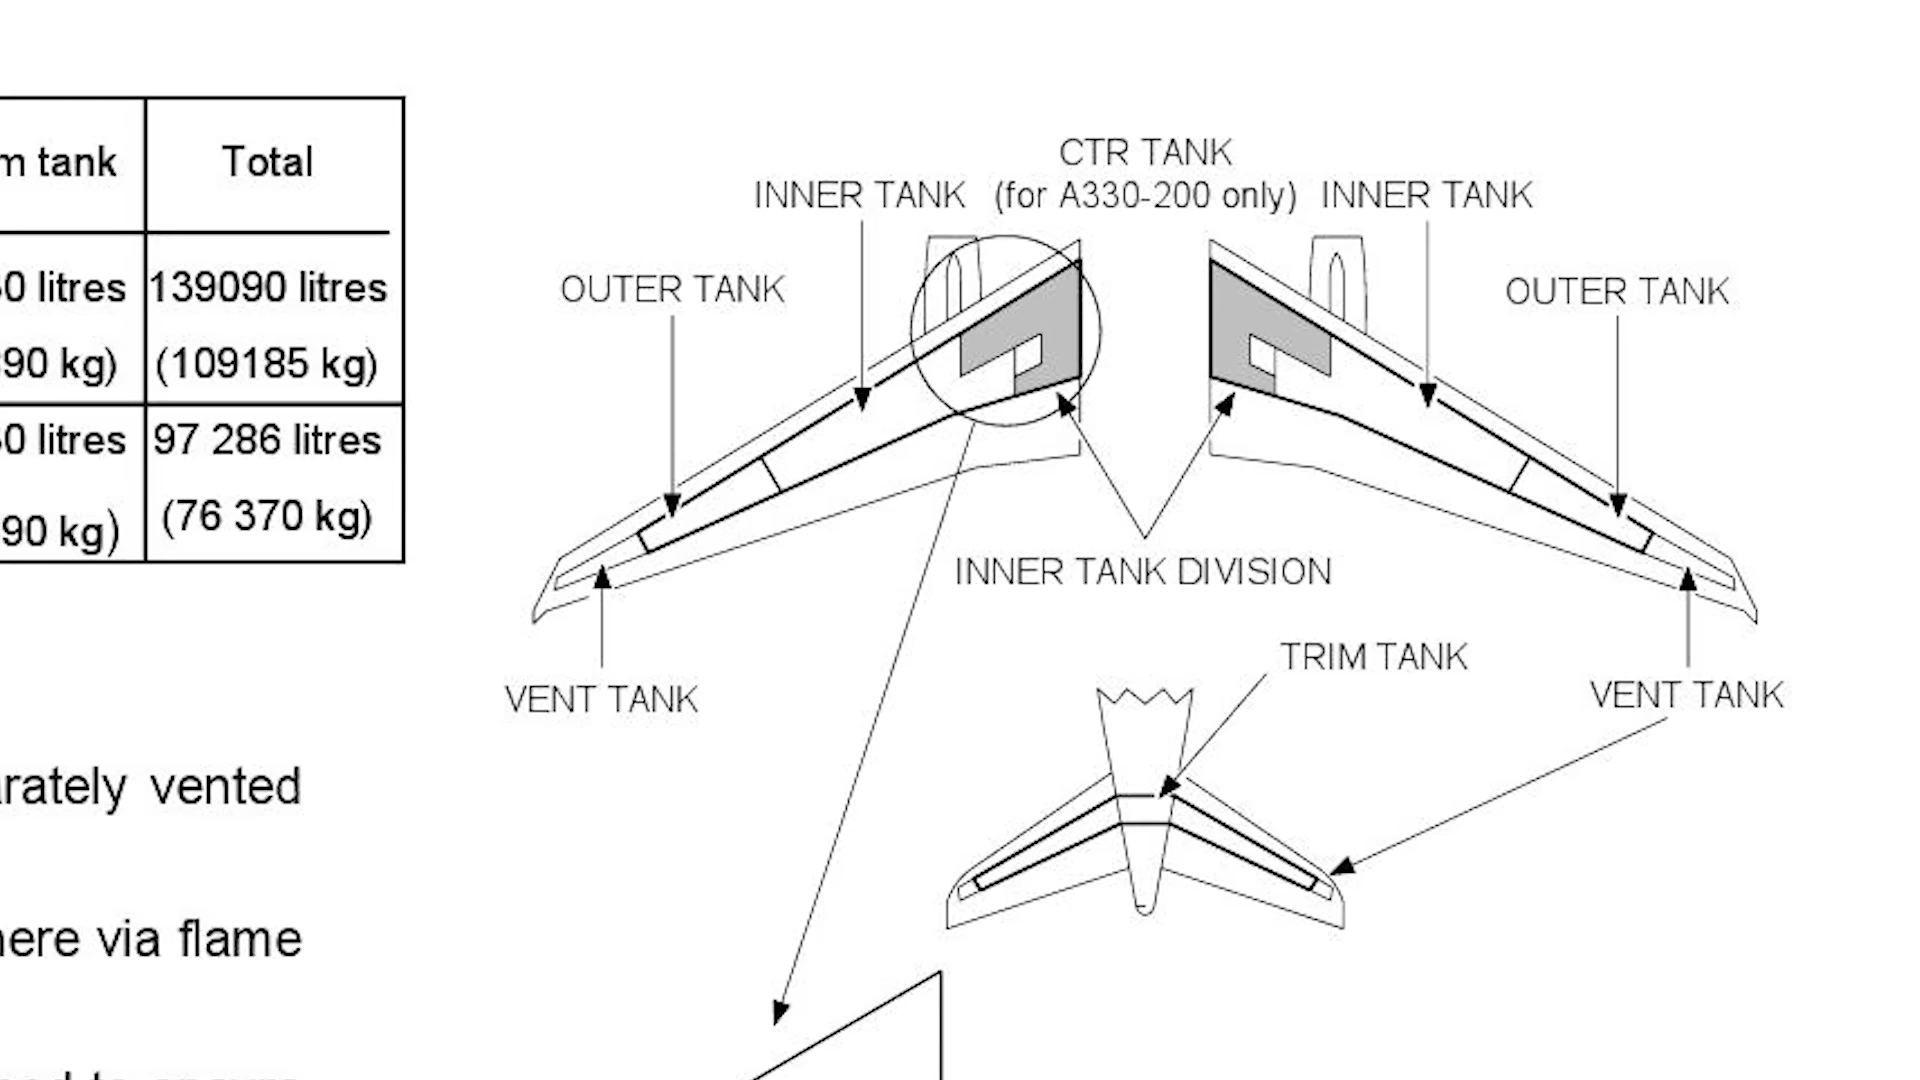 m tank Total
0 litres 139090 litres
90 kg) (109185 kg)
0 litres 97 286 litres
90 kg) (76 370 kg)
CTR TANK
INNER TANK (for A330-200 only) INNER TANK
OUTER TANK OUTER TANK
INNER TANK DIVISION
TRIM TANK
VENT TANK VENT TANK
vented
via flame